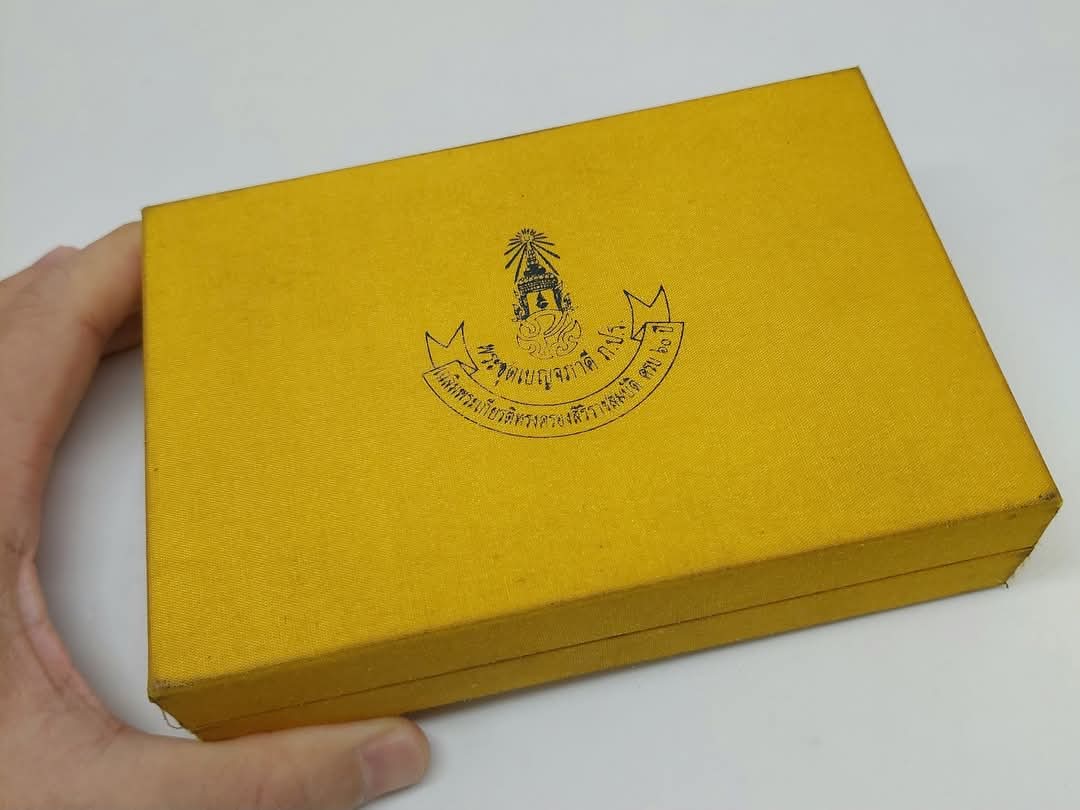 พระชุดเบญจภาคี ภ.ป.ร.
เฉลิมพระเกียรติทรงครองสิริราชสมบัติ ครบ ๖๐ ปี